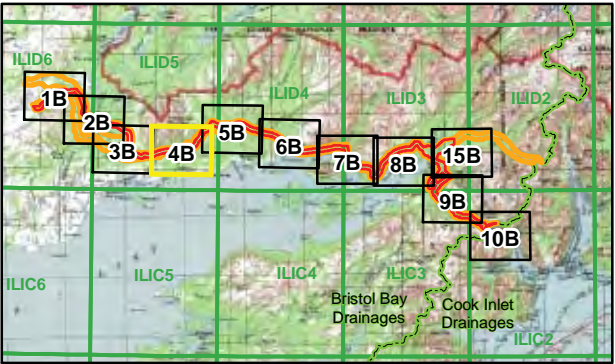 ILID6
ILID5
ILID4
ILID3
ILID2
1B
2B
3B
4B
5B
6B
7B
8B
15B
9B
10B
ILIC6
ILIC5
ILIC4
ILIC3
ILIC2
Bristol Bay
Drainages
Cook Inlet
Drainages